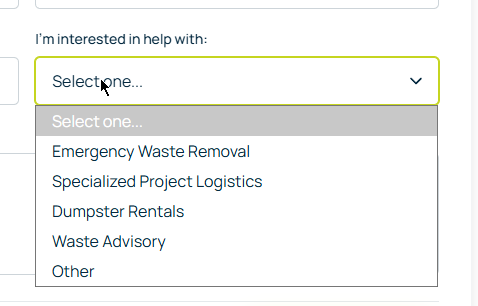 I'm interested in help with:
Select one...
Select one...
Emergency Waste Removal
Specialized Project Logistics
Dumpster Rentals
Waste Advisory
Other